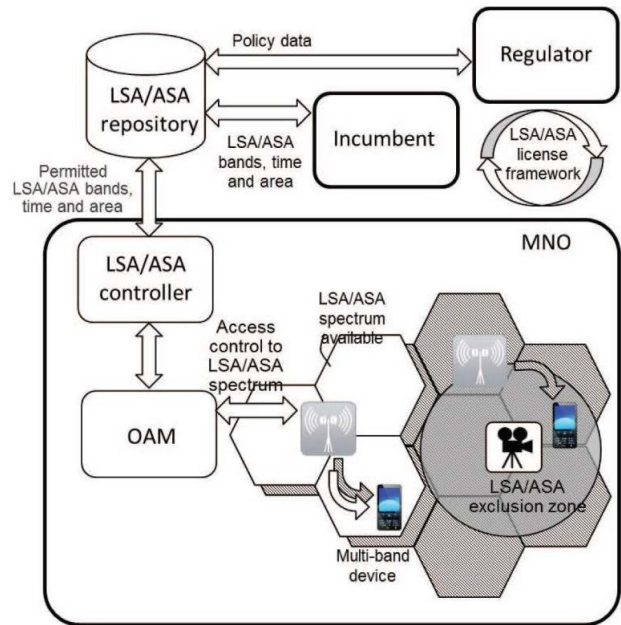 Policy data
Regulator
LSA/ASA
repository
LSA/ASA
bands, time
and area
Incumbent
LSA/ASA
license
framework
Permitted
LSA/ASA bands,
time and area
MNO
LSA/ASA
controller
LSA/ASA
spectrum
available
Access
control to
LSA/ASA
spectrum
OAM
LSA/ASA
exclusion zone
Multi-band
device